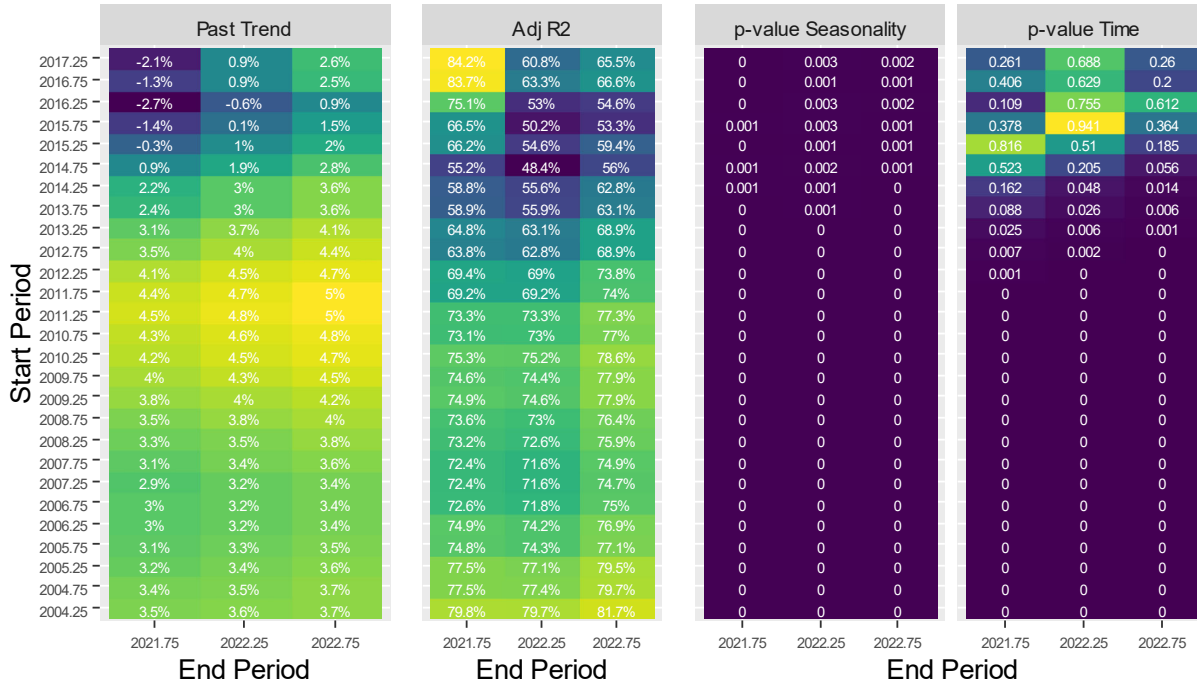 Past Trend Adj R2 p-value Seasonality p-value Time
2017.25 -2.1% 0.9% 2.6% 84.2% 60.8% 65.5% 0 0.003 0.002 0.261 0.688 0.26
2016.75 -1.3% 0.9% 2.5% 83.7% 63.3% 66.6% 0 0.001 0.001 0.406 0.629 0.2
2016.25 -2.7% -0.6% 0.9% 75.1% 53% 54.6% 0 0.003 0.002 0.109 0.755 0.612
2015.75 -1.4% 0.1% 1.5% 66.5% 50.2% 53.3% 0.001 0.003 0.001 0.378 0.941 0.364
2015.25 -0.3% 1% 2% 66.2% 54.6% 59.4% 0 0.001 0.001 0.816 0.51 0.185
2014.75 0.9% 1.9% 2.8% 55.2% 48.4% 56% 0.001 0.002 0.001 0.523 0.205 0.056
2014.25 2.2% 3% 3.6% 58.8% 55.6% 62.8% 0.001 0.001 0 0.162 0.048 0.014
2013.75 2.4% 3% 3.6% 58.9% 55.9% 63.1% 0 0.001 0 0.088 0.026 0.006
2013.25 3.1% 3.7% 4.1% 64.8% 63.1% 68.9% 0 0 0 0.025 0.006 0.001
2012.75 3.5% 4% 4.4% 63.8% 62.8% 68.9% 0 0 0 0.007 0.002 0
2012.25 4.1% 4.5% 4.7% 69.4% 69% 73.8% 0 0 0 0.001 0 0
2011.75 4.4% 4.7% 5% 69.2% 69.2% 74% 0 0 0 0 0 0
2011.25 4.5% 4.8% 5% 73.3% 73.3% 77.3% 0 0 0 0 0 0
2010.75 4.3% 4.6% 4.8% 73.1% 73% 77% 0 0 0 0 0 0
2010.25 4.2% 4.5% 4.7% 75.3% 75.2% 78.6% 0 0 0 0 0 0
2009.75 4% 4.3% 4.5% 74.6% 74.4% 77.9% 0 0 0 0 0 0
2009.25 3.8% 4% 4.2% 74.9% 74.6% 77.9% 0 0 0 0 0 0
2008.75 3.5% 3.8% 4% 73.6% 73% 76.4% 0 0 0 0 0 0
2008.25 3.3% 3.5% 3.8% 73.2% 72.6% 75.9% 0 0 0 0 0 0
2007.75 3.1% 3.4% 3.6% 72.4% 71.6% 74.9% 0 0 0 0 0 0
2007.25 2.9% 3.2% 3.4% 72.4% 71.6% 74.7% 0 0 0 0 0 0
2006.75 3% 3.2% 3.4% 72.6% 71.8% 75% 0 0 0 0 0 0
2006.25 3% 3.2% 3.4% 74.9% 74.2% 76.9% 0 0 0 0 0 0
2005.75 3.1% 3.3% 3.5% 74.8% 74.3% 77.1% 0 0 0 0 0 0
2005.25 3.2% 3.4% 3.6% 77.5% 77.1% 79.5% 0 0 0 0 0 0
2004.75 3.4% 3.5% 3.7% 77.5% 77.4% 79.7% 0 0 0 0 0 0
2004.25 3.5% 3.6% 3.7% 79.8% 79.7% 81.7% 0 0 0 0 0 0
Start Period
2021.75 2022.25 2022.75 2021.75 2022.25 2022.75 2021.75 2022.25 2022.75 2021.75 2022.25 2022.75
End Period End Period End Period